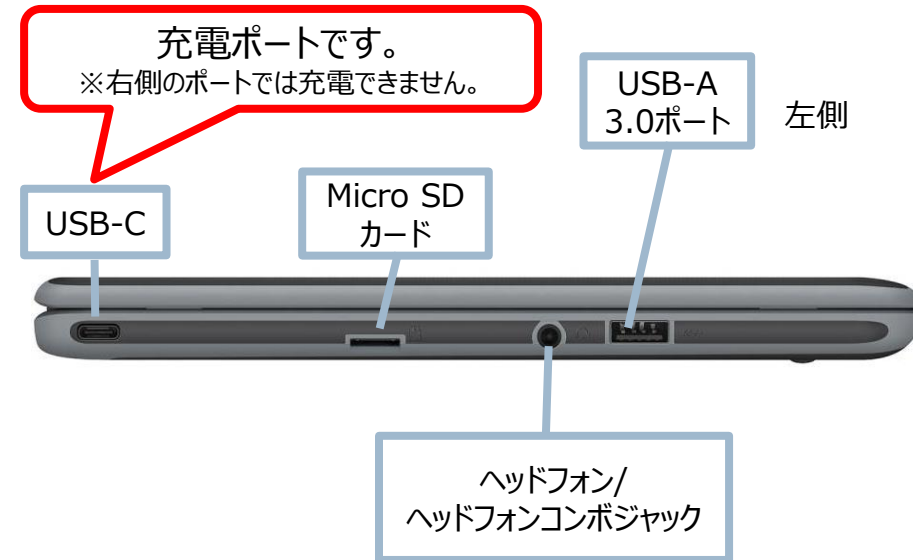 充電ポートです。
※右側のポートでは充電できません。
USB-A
3.0ポート
左側
USB-C
Micro SD
カード
ヘッドフォン/
ヘッドフォンコンボジャック